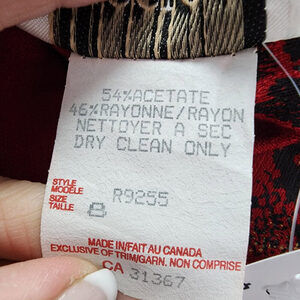 54%ACETATE
46%RAYONNE/RAYON
NETTOYER A SEC
DRY CLEAN ONLY
STYLE
MODÈLE R9255
SIZE
TAILLE 8
MADE IN/FAIT AU CANADA
EXCLUSIVE OF TRIM/GARN. NON COMPRISE
CA 31367